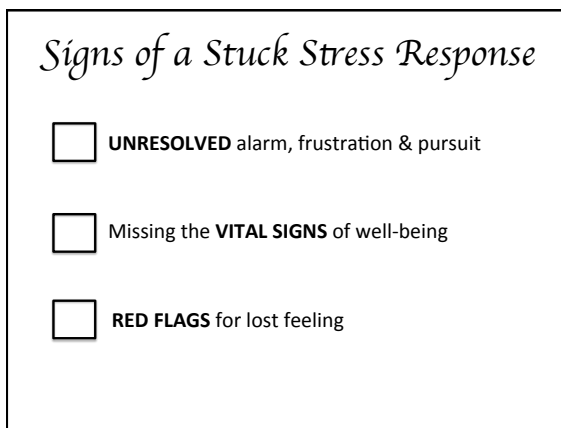 Signs of a Stuck Stress Response
UNRESOLVED alarm, frustration & pursuit
Missing the VITAL SIGNS of well-being
RED FLAGS for lost feeling